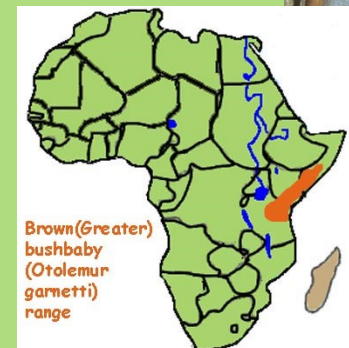 Brown(Greater)
bushbaby
(Otolemur
garnetti)
range